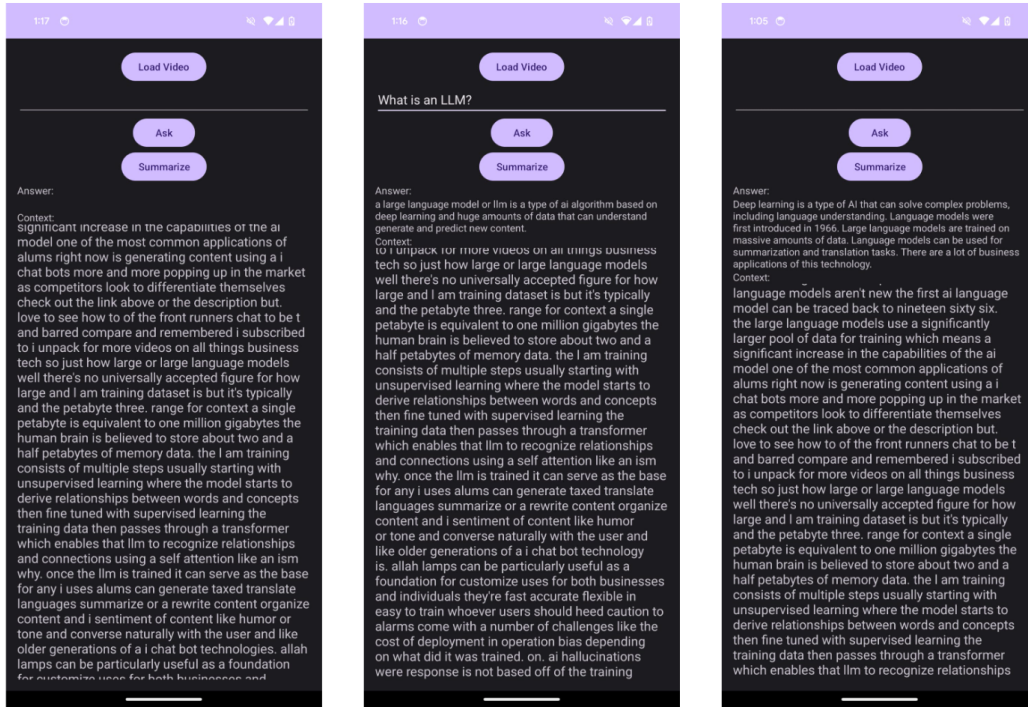 1:17
Load Video
Ask
Summarize
Answer:
Context:
significant increase in the capabilities of the ai
model one of the most common applications of
alums right now is generating content using a i
chat bots more and more popping up in the market
as competitors look to differentiate themselves
check out the link above or the description but.
love to see how to of the front runners chat to be t
and barred compare and remembered i subscribed
to i unpack for more videos on all things business
tech so just how large or large language models
well there's no universally accepted figure for how
large and I am training dataset is but it's typically
and the petabyte three. range for context a single
petabyte is equivalent to one million gigabytes the
human brain is believed to store about two and a
half petabytes of memory data. the I am training
consists of multiple steps usually starting with
unsupervised learning where the model starts to
derive relationships between words and concepts
then fine tuned with supervised learning the
training data then passes through a transformer
which enables that llm to recognize relationships
and connections using a self attention like an ism
why. once the llm is trained it can serve as the base
for any i uses alums can generate taxed translate
languages summarize or a rewrite content organize
content and i sentiment of content like humor or
tone and converse naturally with the user and like
older generations of a i chat bot technologies. allah
lamps can be particularly useful as a foundation
for customize uses for both businesses and
1:16
Load Video
What is an LLM?
Ask
Summarize
Answer:
a large language model or llm is a type of ai algorithm based on
deep learning and huge amounts of data that can understand
generate and predict new content.
Context:
to i unpack for more videos on all things business
tech so just how large or large language models
well there's no universally accepted figure for how
large and I am training dataset is but it's typically
and the petabyte three. range for context a single
petabyte is equivalent to one million gigabytes the
human brain is believed to store about two and a
half petabytes of memory data. the I am training
consists of multiple steps usually starting with
unsupervised learning where the model starts to
derive relationships between words and concepts
then fine tuned with supervised learning the
training data then passes through a transformer
which enables that llm to recognize relationships
and connections using a self attention like an ism
why. once the llm is trained it can serve as the base
for any i uses alums can generate taxed translate
languages summarize or a rewrite content organize
content and i sentiment of content like humor
or tone and converse naturally with the user and
like older generations of a i chat bot technology
is. allah lamps can be particularly useful as a
foundation for customize uses for both businesses
and individuals they're fast accurate flexible in
easy to train whoever users should heed caution to
alarms come with a number of challenges like the
cost of deployment in operation bias depending
on what did it was trained. on. ai hallucinations
were response is not based off of the training
1:05
Load Video
Ask
Summarize
Answer:
Deep learning is a type of AI that can solve complex problems,
including language understanding. Language models were
first introduced in 1966. Large language models are trained on
massive amounts of data. Language models can be used for
summarization and translation tasks. There are a lot of business
applications of this technology.
Context:
language models aren't new the first ai language
model can be traced back to nineteen sixty six.
the large language models use a significantly
larger pool of data for training which means a
significant increase in the capabilities of the ai
model one of the most common applications of
alums right now is generating content using a i
chat bots more and more popping up in the market
as competitors look to differentiate themselves
check out the link above or the description but.
love to see how to of the front runners chat to be t
and barred compare and remembered i subscribed
to i unpack for more videos on all things business
tech so just how large or large language models
well there's no universally accepted figure for how
large and I am training dataset is but it's typically
and the petabyte three. range for context a single
petabyte is equivalent to one million gigabytes the
human brain is believed to store about two and a
half petabytes of memory data. the I am training
consists of multiple steps usually starting with
unsupervised learning where the model starts to
derive relationships between words and concepts
then fine tuned with supervised learning the
training data then passes through a transformer
which enables that llm to recognize relationships